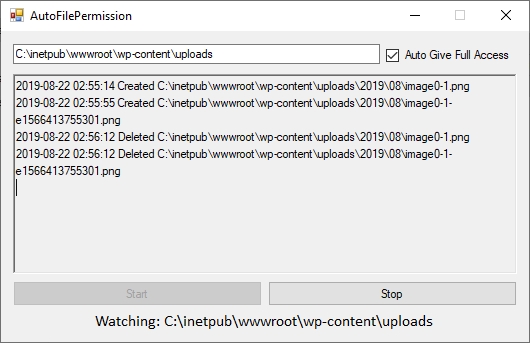 AutoFilePermission
C:\inetpub\wwwroot\wp-content\uploads
Auto Give Full Access
2019-08-22 02:55:14 Created C:\inetpub\wwwroot\wp-content\uploads\2019\08\image0-1.png
2019-08-22 02:55:55 Created C:\inetpub\wwwroot\wp-content\uploads\2019\08\image0-1-
e1566413755301.png
2019-08-22 02:56:12 Deleted C:\inetpub\wwwroot\wp-content\uploads\2019\08\image0-1.png
2019-08-22 02:56:12 Deleted C:\inetpub\wwwroot\wp-content\uploads\2019\08\image0-1-
e1566413755301.png
Start
Stop
Watching: C:\inetpub\wwwroot\wp-content\uploads